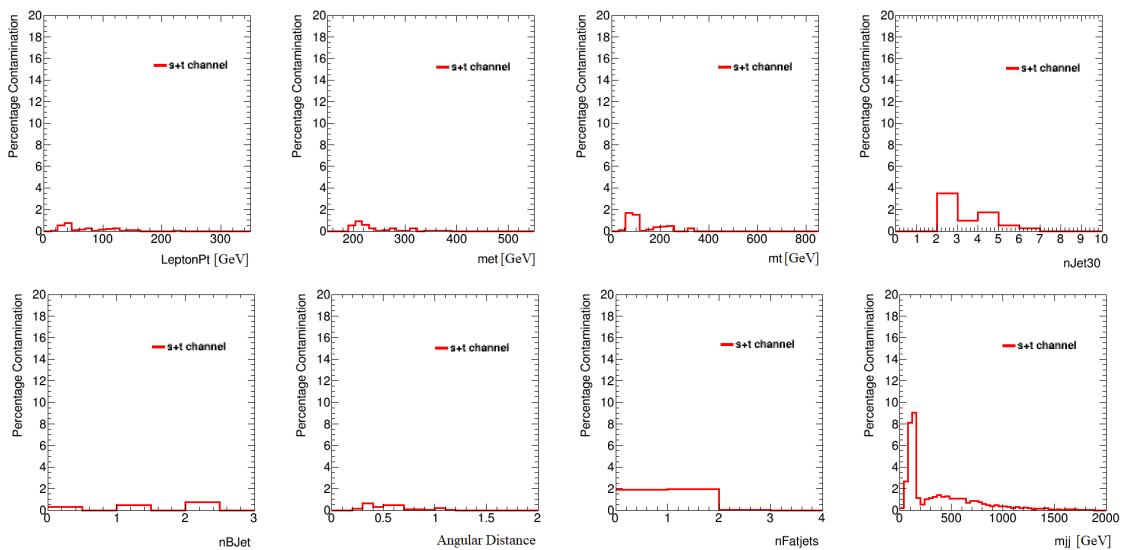 Percentage Contamination
20
18
16
14
12
10
8
6
4
2
0
s+t channel
0 100 200 300
LeptonPt [GeV]
Percentage Contamination
20
18
16
14
12
10
8
6
4
2
0
s+t channel
200 300 400 500
met [GeV]
Percentage Contamination
20
18
16
14
12
10
8
6
4
2
0
s+t channel
0 200 400 600 800
mt [GeV]
Percentage Contamination
20
18
16
14
12
10
8
6
4
2
0
s+t channel
0 1 2 3 4 5 6 7 8 9 10
nJet30
Percentage Contamination
20
18
16
14
12
10
8
6
4
2
0
s+t channel
0 1 2 3
nBJet
Percentage Contamination
20
18
16
14
12
10
8
6
4
2
0
s+t channel
0 0.5 1 1.5 2
Angular Distance
Percentage Contamination
20
18
16
14
12
10
8
6
4
2
0
s+t channel
0 1 2 3 4
nFatjets
Percentage Contamination
20
18
16
14
12
10
8
6
4
2
0
s+t channel
0 500 1000 1500 2000
mjj [GeV]